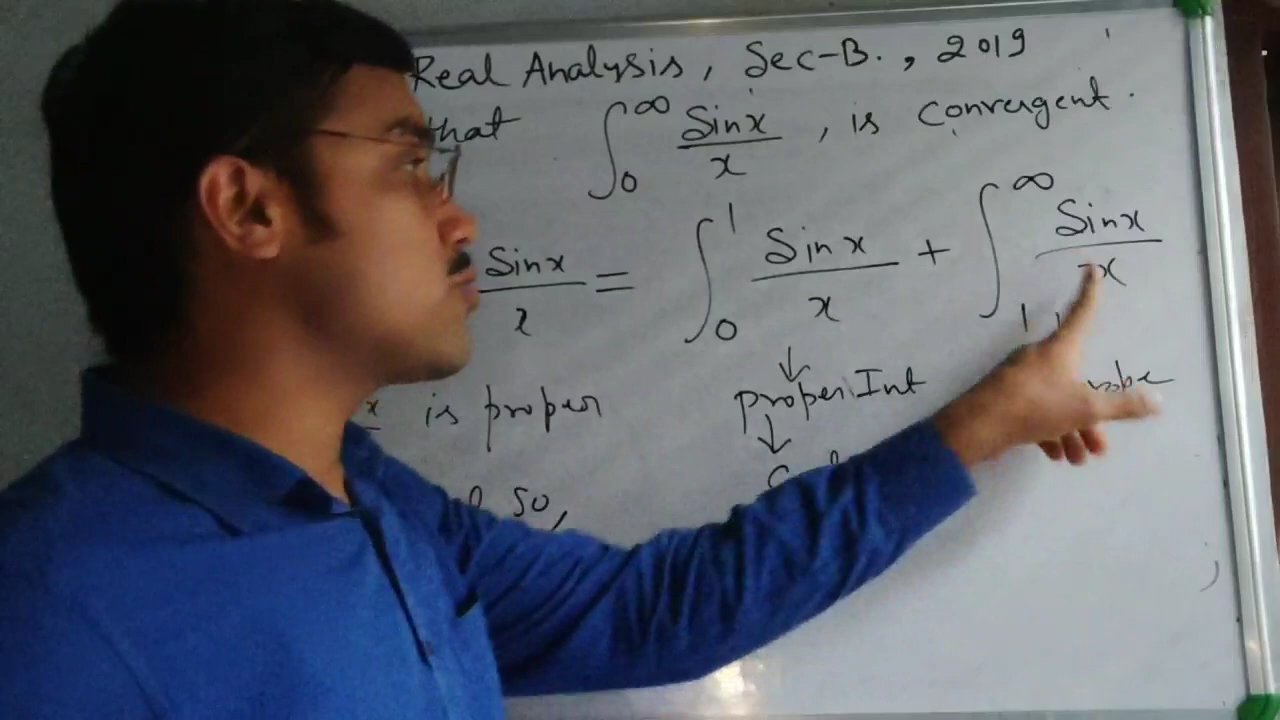 Real Analysis, Sec-B., 2019
that ∫₀^∞ Sinx/x, is convergent.
Sinx/x = ∫₀¹ Sinx/x + ∫₁^∞ Sinx/x
x is proper
↓
proper Int
↓
so,